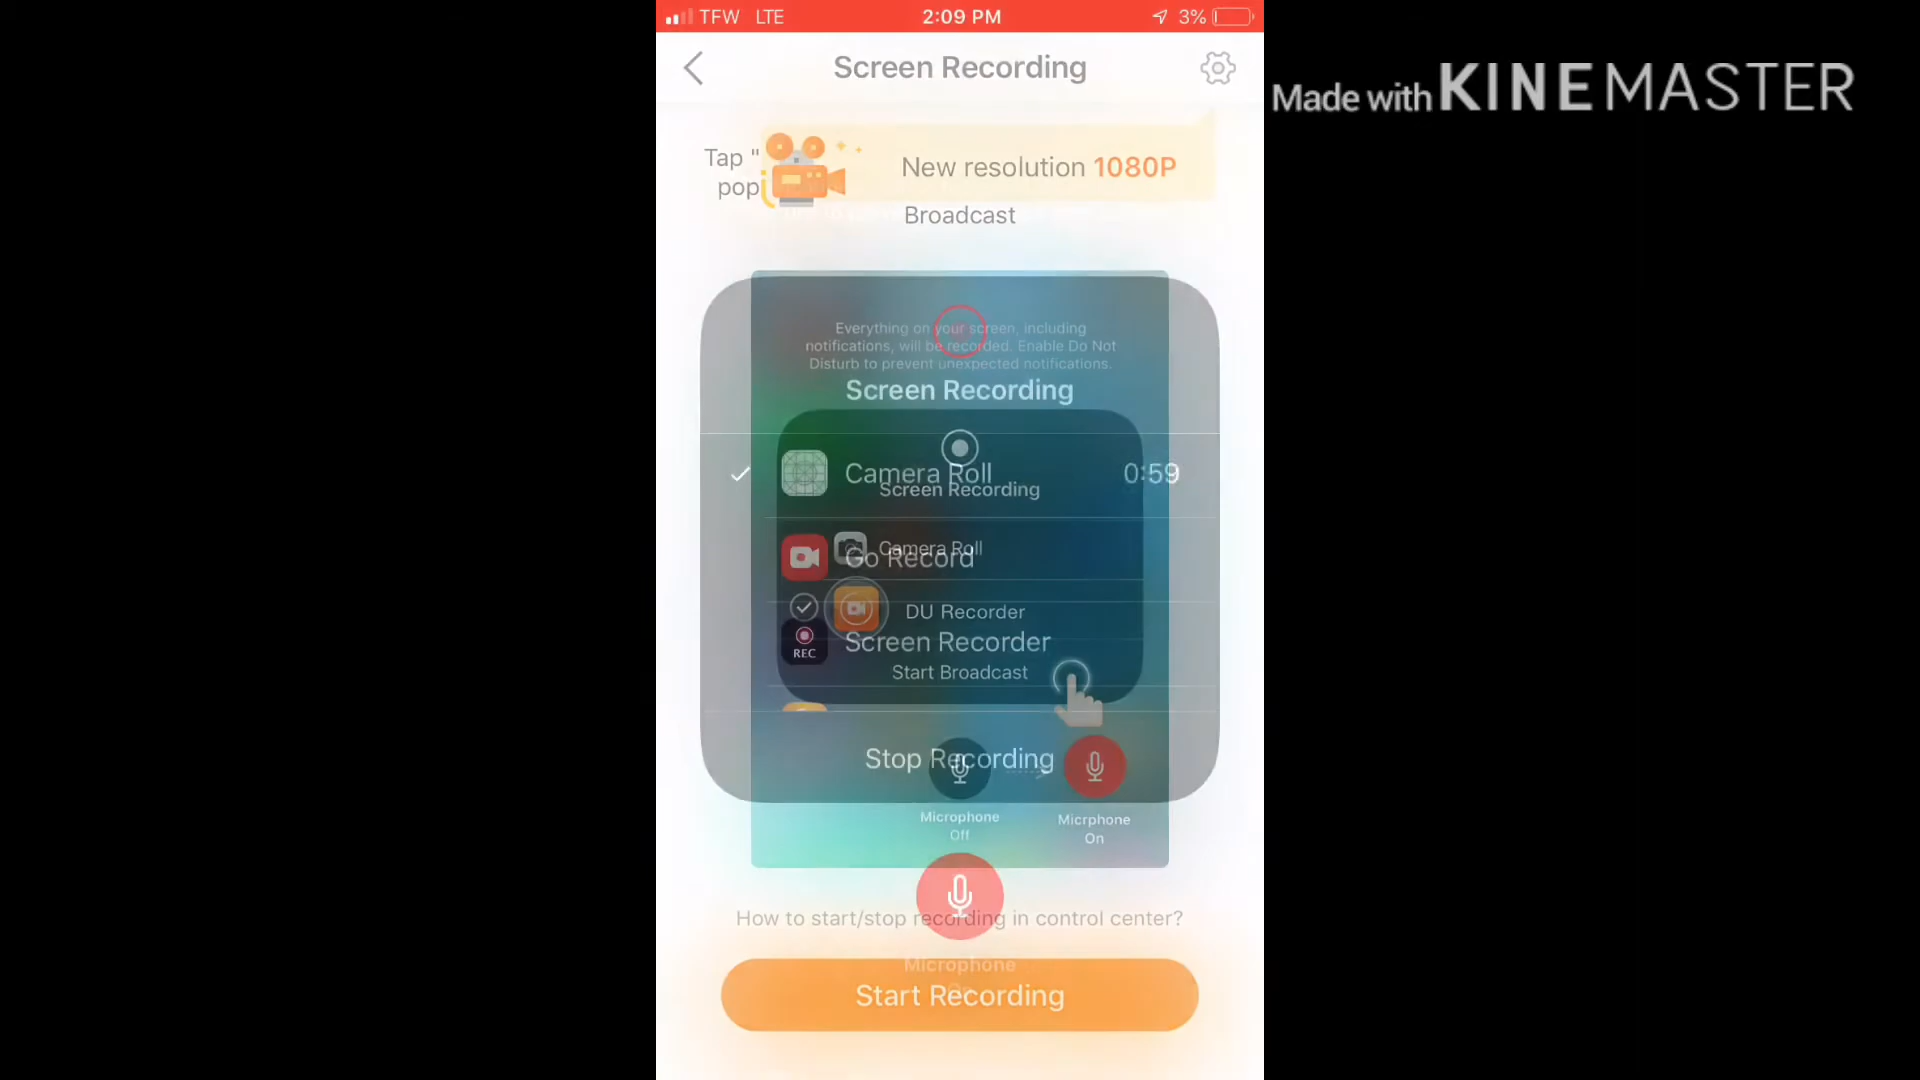 TFW LTE 2:09 PM 3%
Screen Recording
Made with KINEMASTER
Tap "
pop
New resolution 1080P
Broadcast
Everything on your screen, including
notifications, will be recorded. Enable Do Not
Disturb to prevent unexpected notifications.
Screen Recording
Camera Roll 0:59
Screen Recording
Camera Roll
Go Record
DU Recorder
Screen Recorder
REC
Start Broadcast
Stop Recording
Microphone
Off
Micrphone
On
How to start/stop recording in control center?
Microphone
On
Start Recording